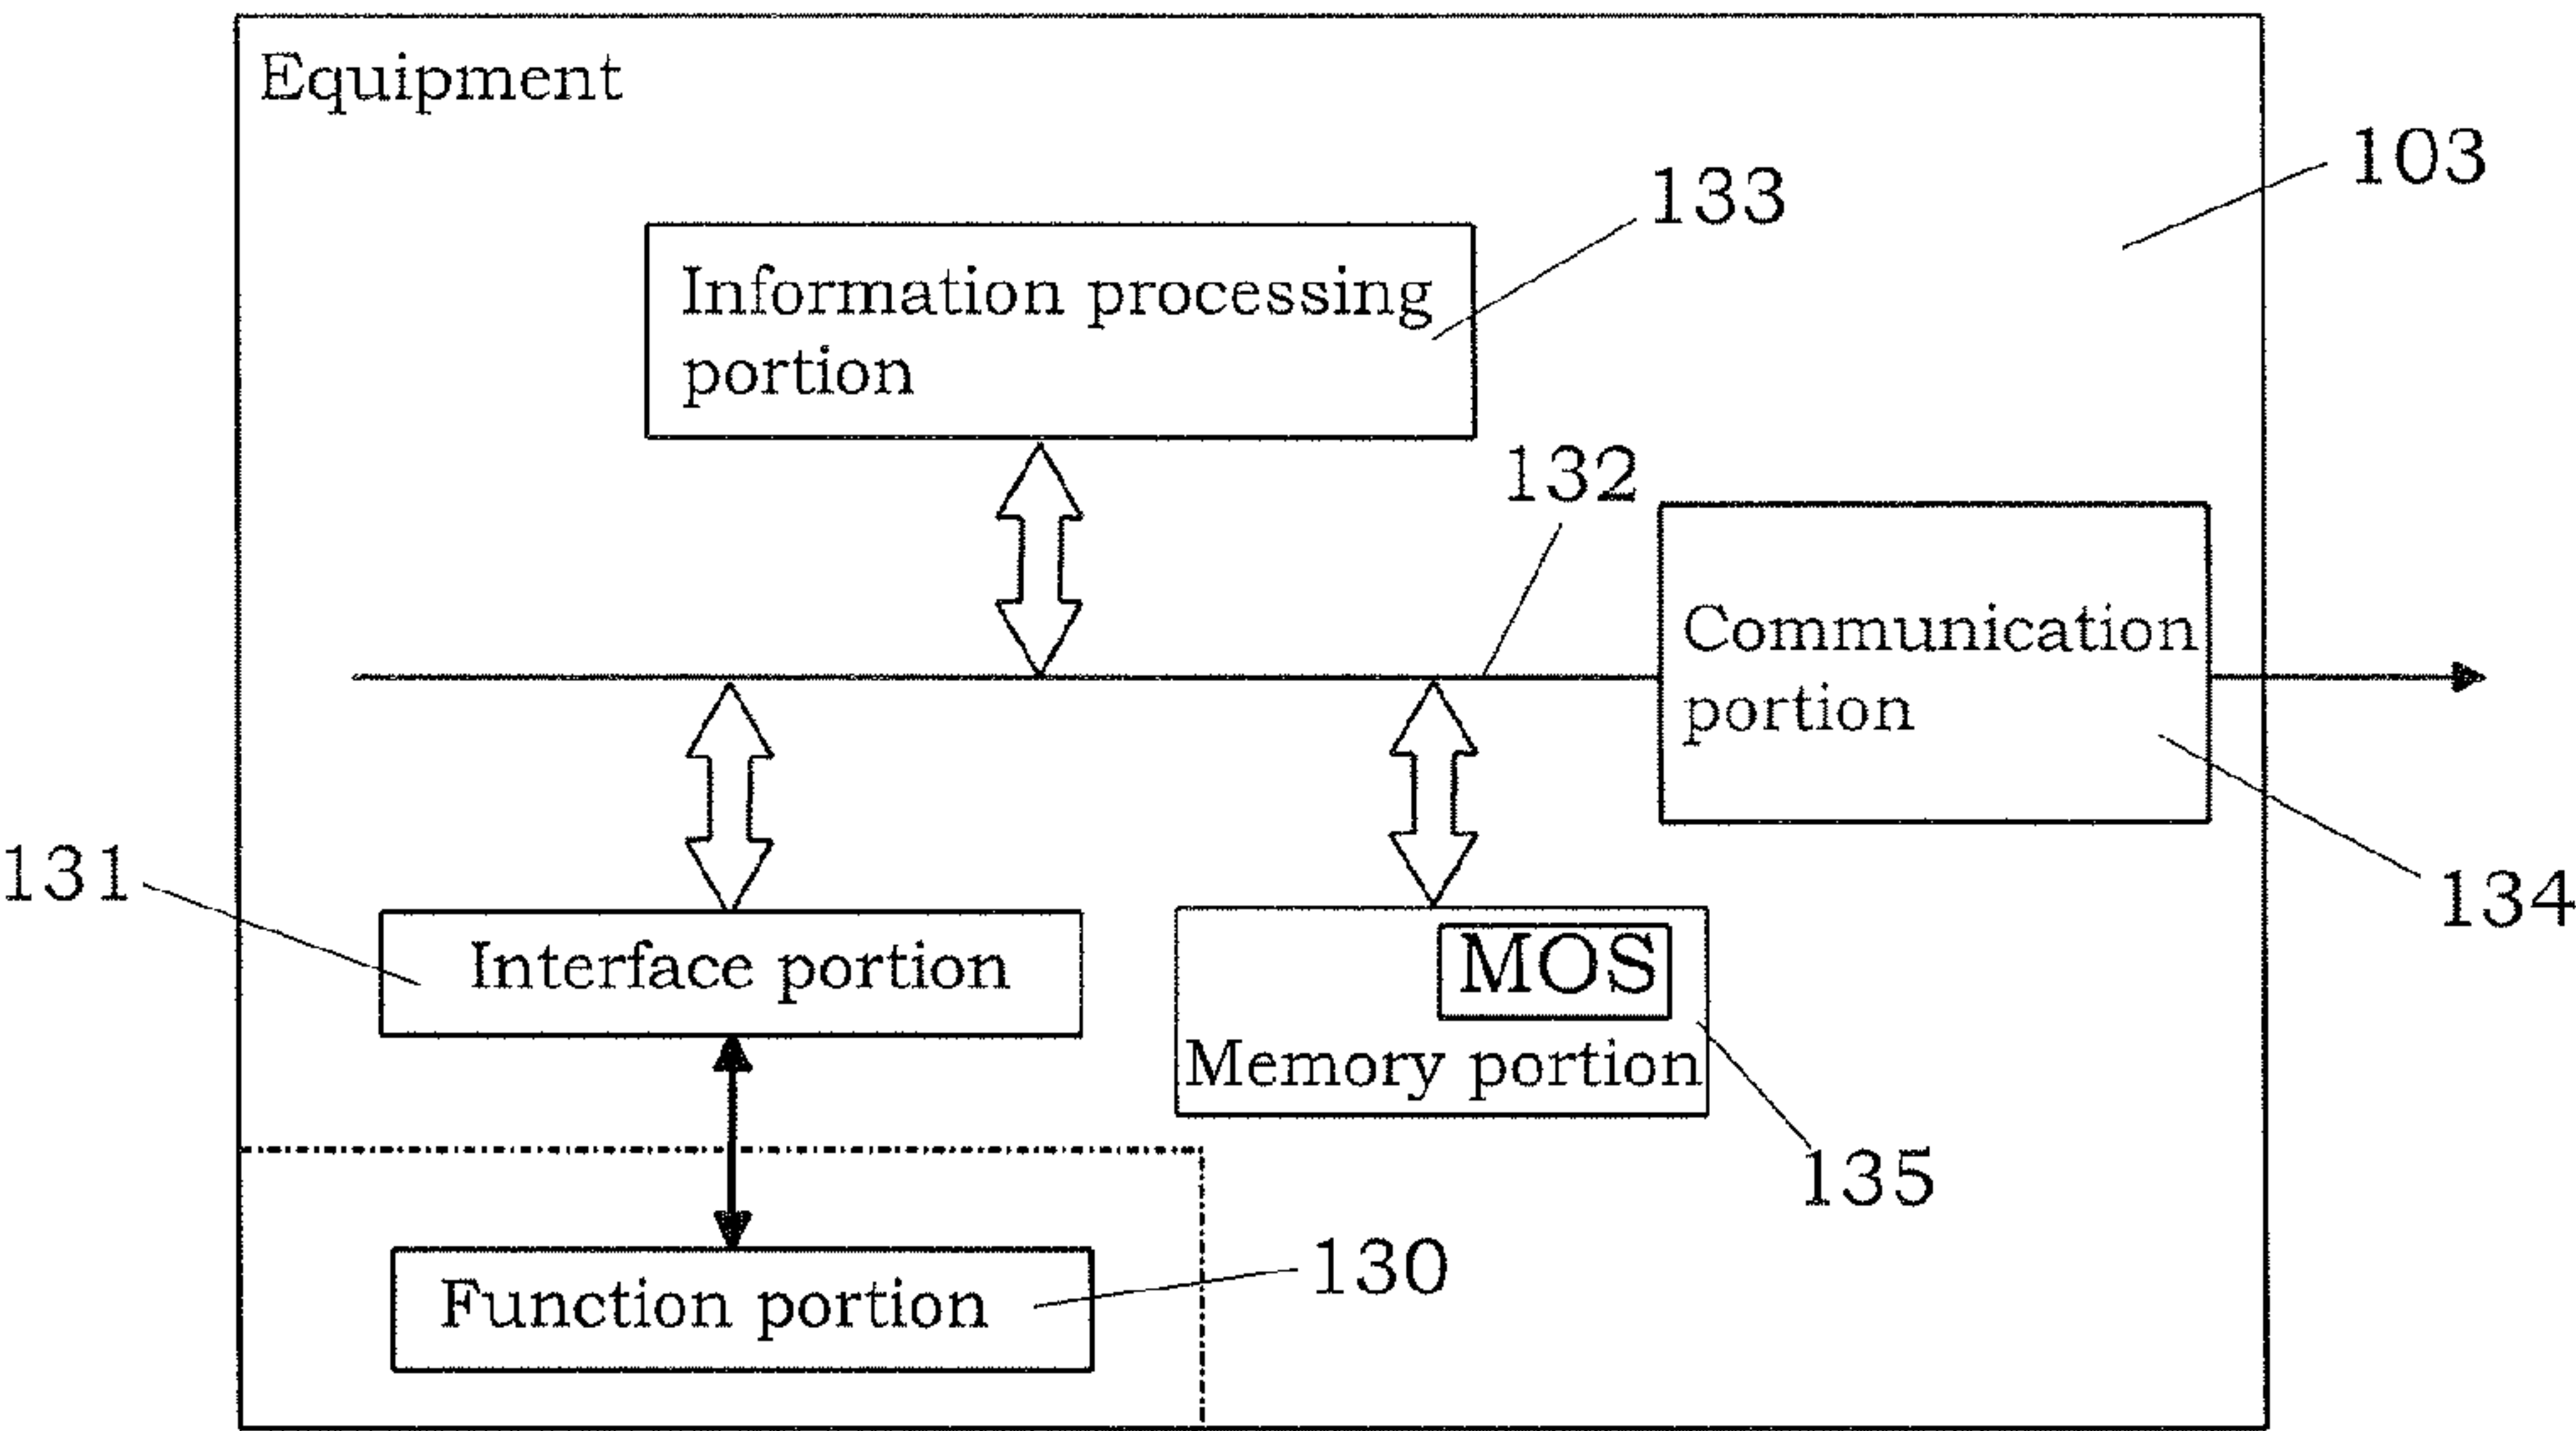 Equipment
103
133
Information processing
portion
132
Communication
portion
131
134
Interface portion
MOS
Memory portion
135
130
Function portion